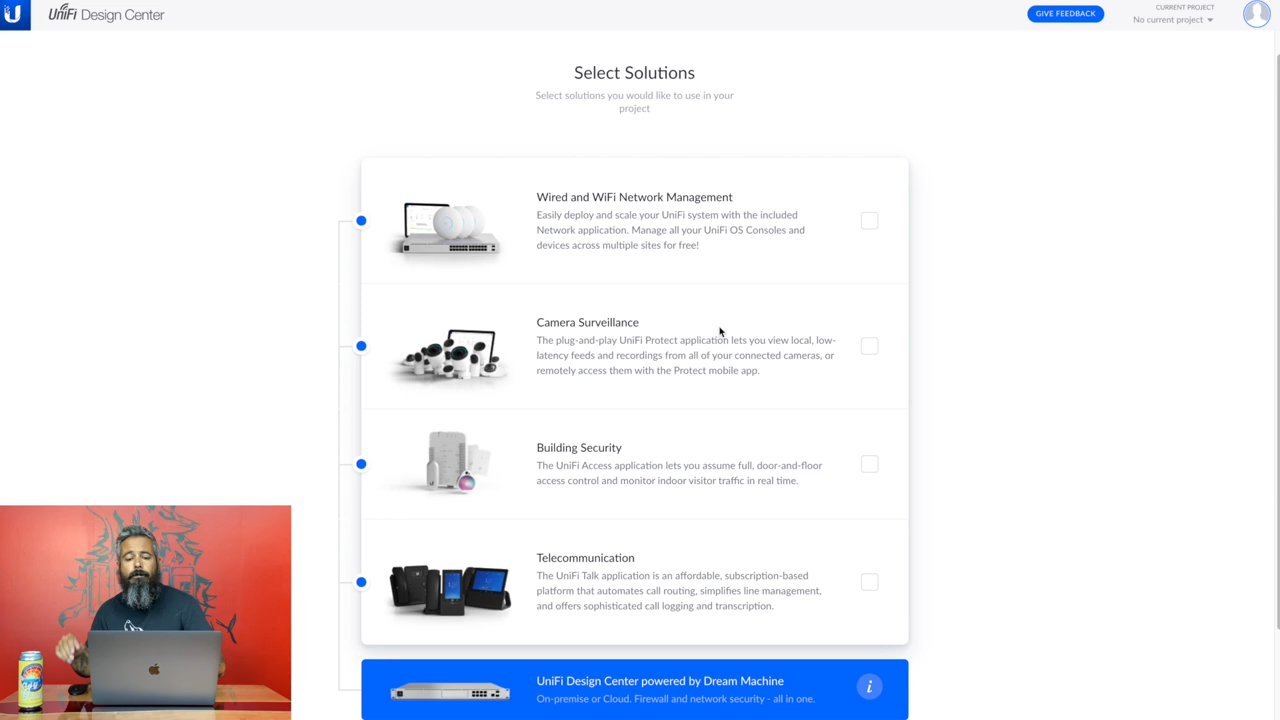 UniFi Design Center
GIVE FEEDBACK
CURRENT PROJECT
No current project
Select Solutions
Select solutions you would like to use in your
project
Wired and WiFi Network Management
Easily deploy and scale your UniFi system with the included
Network application. Manage all your UniFi OS Consoles and
devices across multiple sites for free!
Camera Surveillance
The plug-and-play UniFi Protect application lets you view local, low-
latency feeds and recordings from all of your connected cameras, or
remotely access them with the Protect mobile app.
Building Security
The UniFi Access application lets you assume full, door-and-floor
access control and monitor indoor visitor traffic in real time.
Telecommunication
The UniFi Talk application is an affordable, subscription-based
platform that automates call routing, simplifies line management,
and offers sophisticated call logging and transcription.
UniFi Design Center powered by Dream Machine
On-premise or Cloud. Firewall and network security - all in one.
i